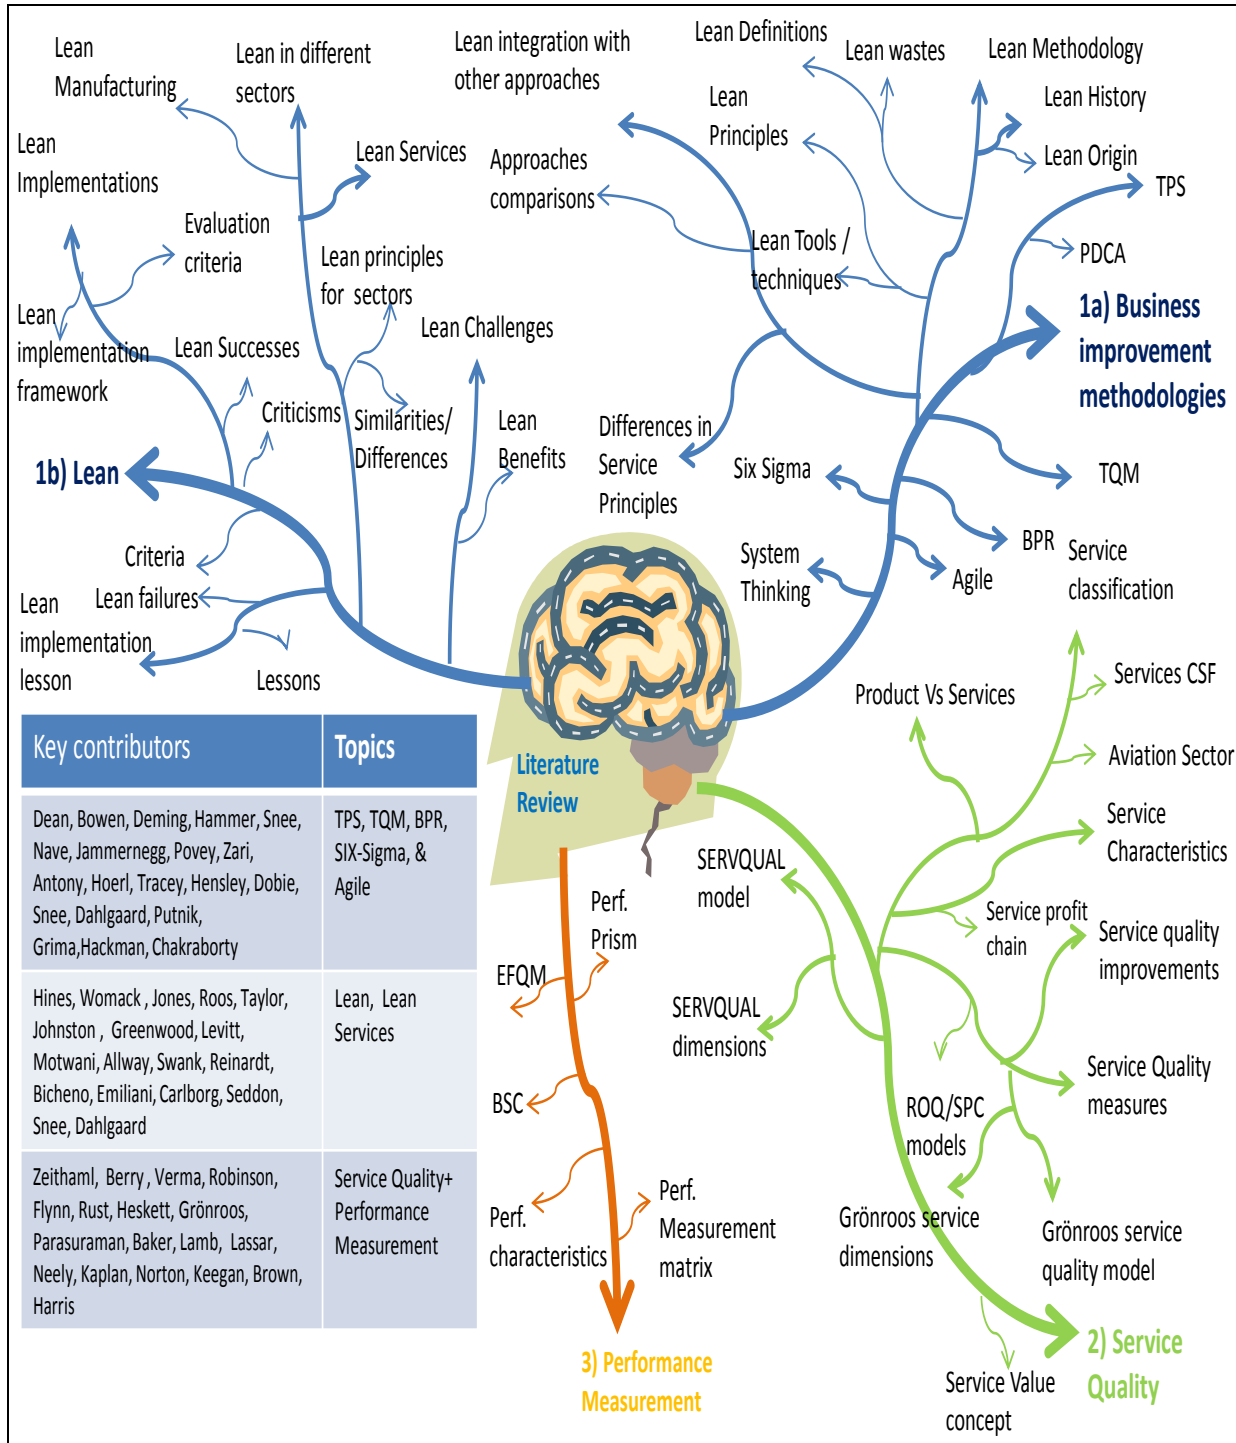 Lean
Manufacturing
Lean in different
sectors
Lean integration with
other approaches
Lean Definitions
Lean wastes
Lean Methodology
Lean
Principles
Lean History
Lean Origin
Lean
Implementations
Lean Services
Approaches
comparisons
TPS
Evaluation
criteria
Lean principles
for sectors
Lean Tools /
techniques
PDCA
Lean
implementation
framework
Lean Successes
Lean Challenges
1a) Business
improvement
methodologies
Criticisms
Similarities/
Differences
Lean
Benefits
Differences in
Service
Principles
1b) Lean
Six Sigma
TQM
Criteria
System
Thinking
BPR
Agile
Service
classification
Lean failures
Lean
implementation
lesson
Lessons
Product Vs Services
Services CSF
Aviation Sector
Literature
Review
Key contributors
Topics
Dean, Bowen, Deming, Hammer, Snee,
Nave, Jammernegg, Povey, Zari,
Antony, Hoerl, Tracey, Hensley, Dobie,
Snee, Dahlgaard, Putnik,
Grima,Hackman, Chakraborty
TPS, TQM, BPR,
SIX-Sigma, &
Agile
Hines, Womack , Jones, Roos, Taylor,
Johnston , Greenwood, Levitt,
Motwani, Allway, Swank, Reinardt,
Bicheno, Emiliani, Carlborg, Seddon,
Snee, Dahlgaard
Lean, Lean
Services
Zeithaml, Berry , Verma, Robinson,
Flynn, Rust, Heskett, Grönroos,
Parasuraman, Baker, Lamb, Lassar,
Neely, Kaplan, Norton, Keegan, Brown,
Harris
Service Quality+
Performance
Measurement
Service
Characteristics
SERVQUAL
model
Perf.
Prism
Service profit
chain
Service quality
improvements
EFQM
SERVQUAL
dimensions
Service Quality
measures
BSC
ROQ/SPC
models
Perf.
characteristics
Perf.
Measurement
matrix
Grönroos service
dimensions
Grönroos service
quality model
3) Performance
Measurement
2) Service
Quality
Service Value
concept